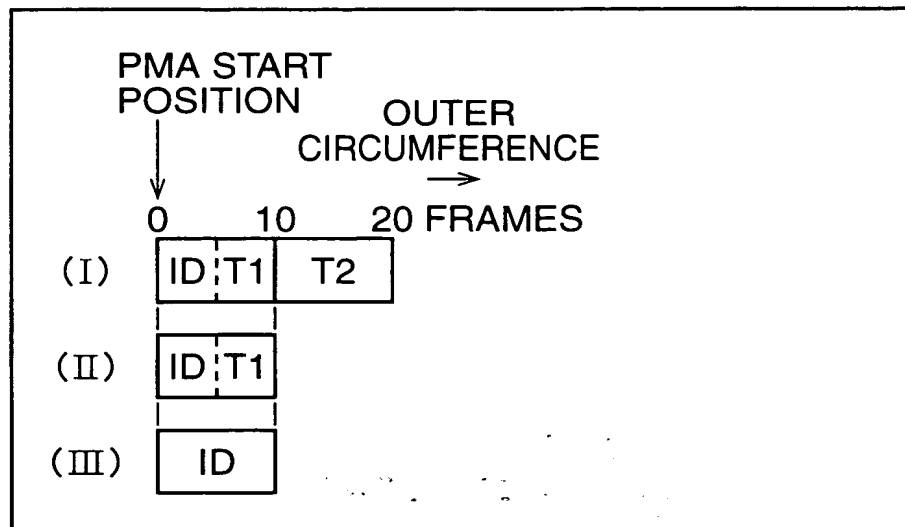 PMA START
POSITION
OUTER
CIRCUMFERENCE
→
0 10 20 FRAMES
(I) ID T1 T2
(II) ID T1
(III) ID